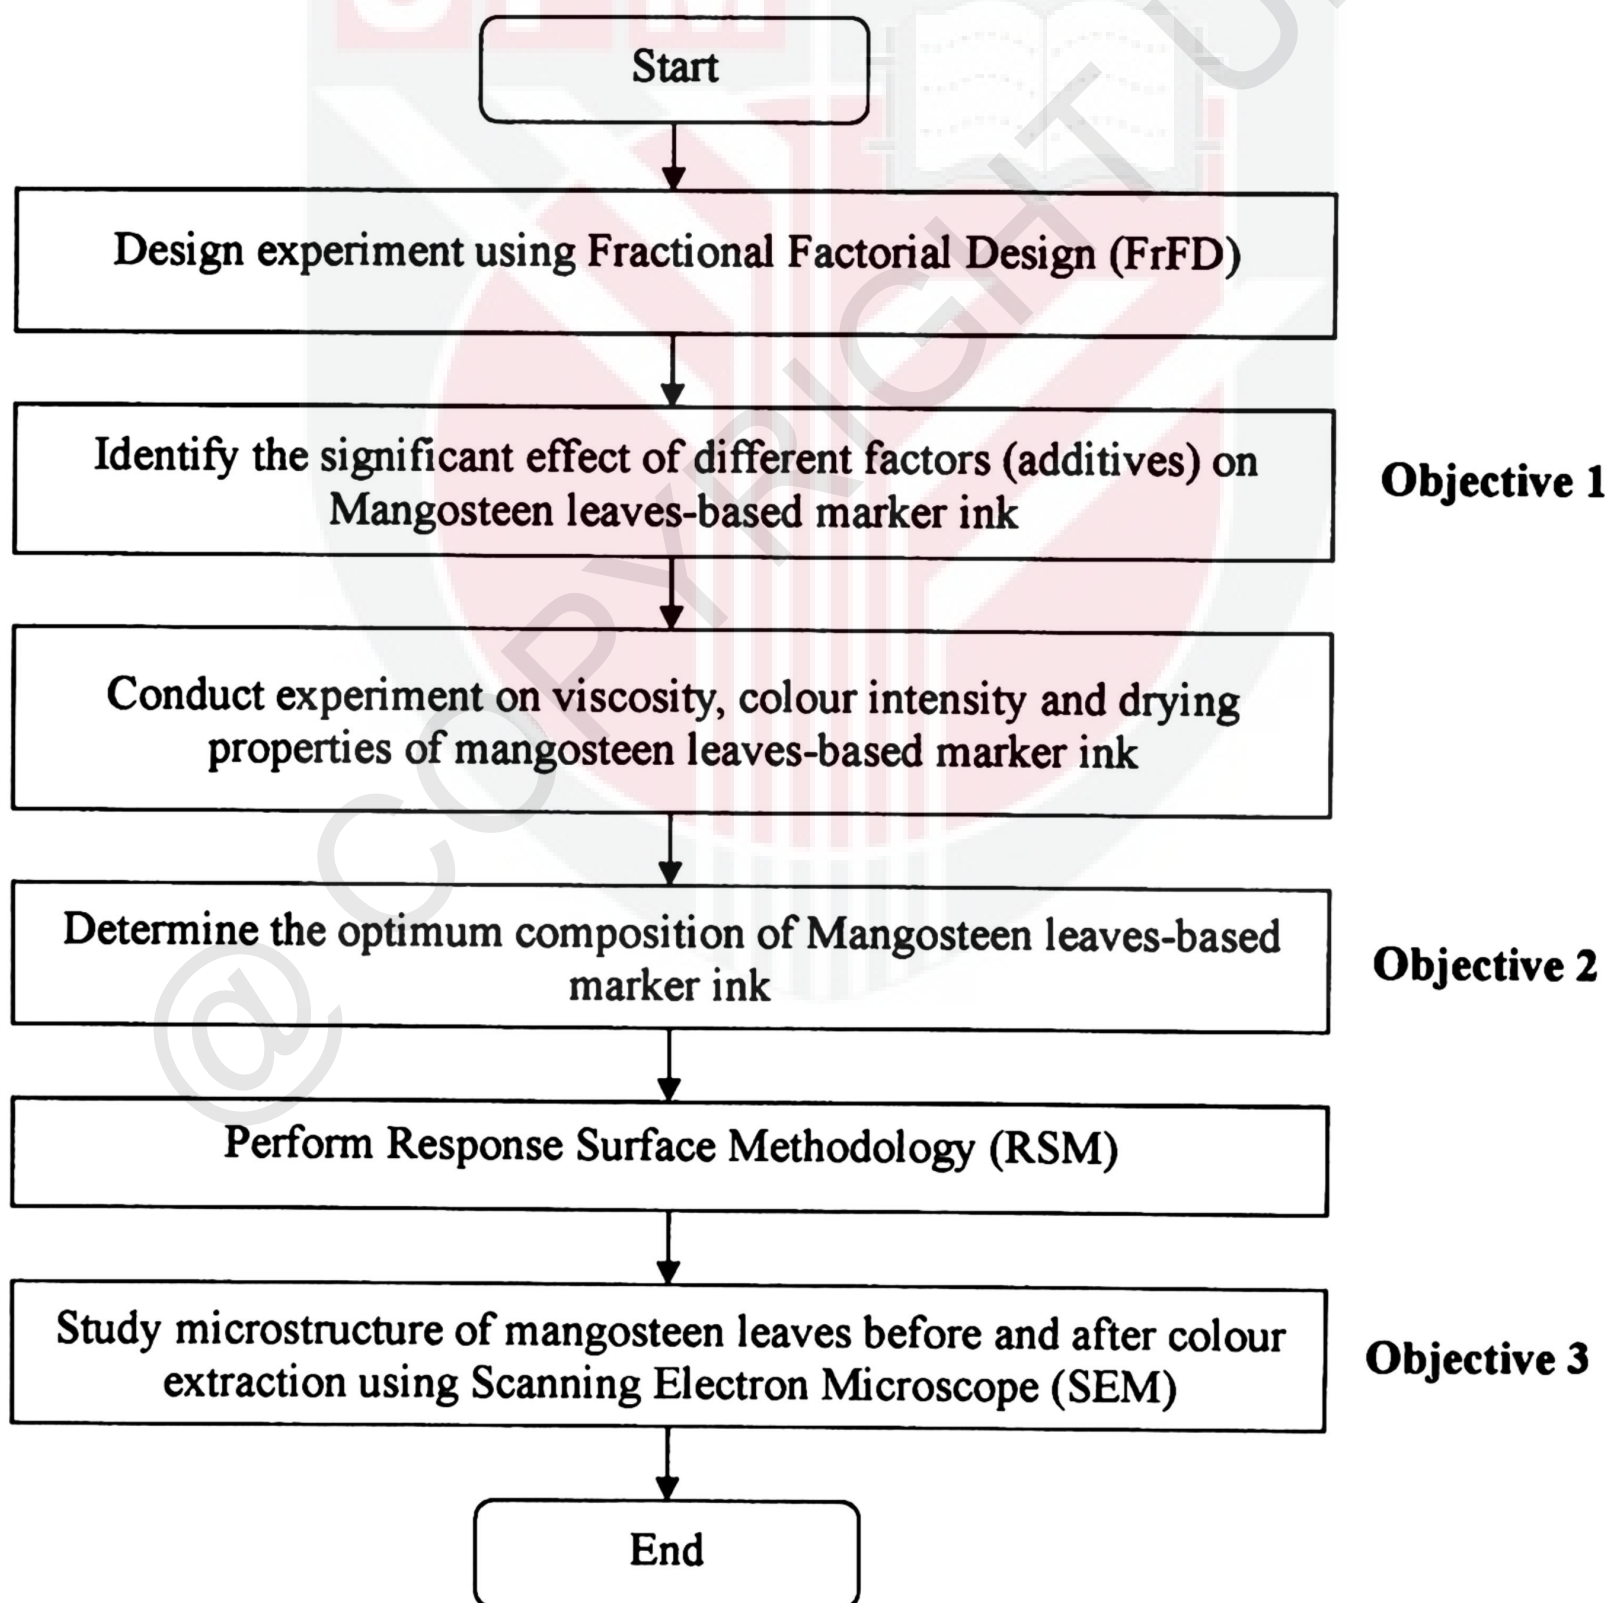 Start
Design experiment using Fractional Factorial Design (FrFD)
Identify the significant effect of different factors (additives) on
Mangosteen leaves-based marker ink
Objective 1
Conduct experiment on viscosity, colour intensity and drying
properties of mangosteen leaves-based marker ink
Determine the optimum composition of Mangosteen leaves-based
marker ink
Objective 2
Perform Response Surface Methodology (RSM)
Study microstructure of mangosteen leaves before and after colour
extraction using Scanning Electron Microscope (SEM)
Objective 3
End
@ COPYRIGHT U